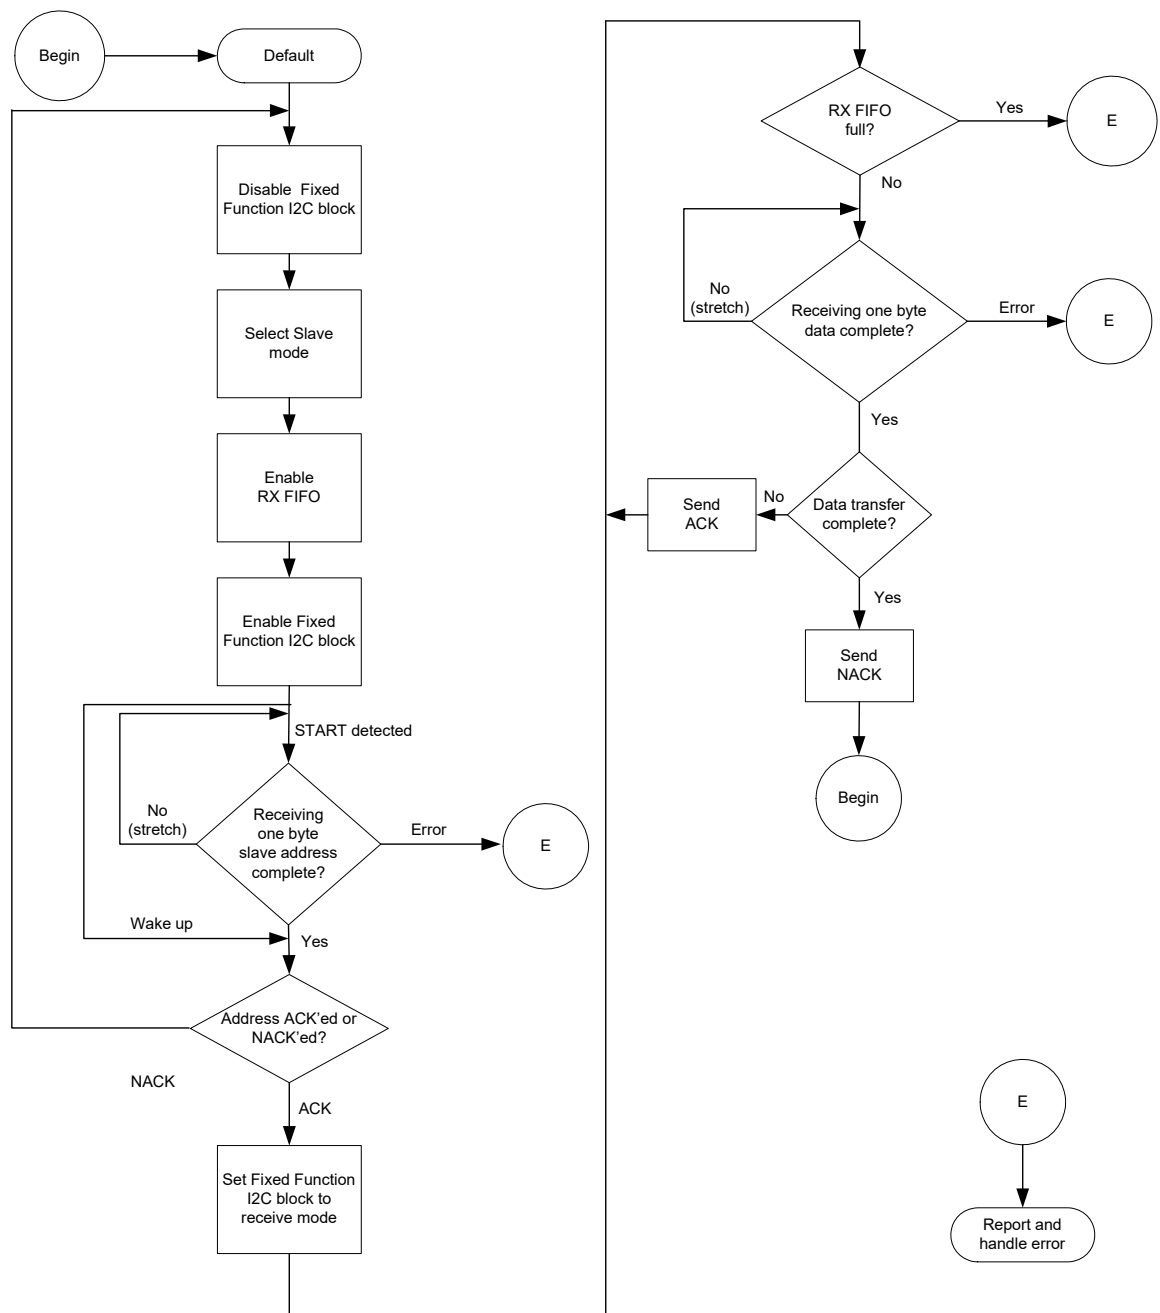 Begin
Default
Disable Fixed
Function I2C block
Select Slave
mode
Enable
RX FIFO
Enable Fixed
Function I2C block
START detected
No
(stretch)
Receiving
one byte
slave address
complete?
Error
E
Wake up
Yes
Address ACK'ed or
NACK'ed?
NACK
ACK
Set Fixed Function
I2C block to
receive mode
RX FIFO
full?
Yes
E
No
No
(stretch)
Receiving one byte
data complete?
Error
E
Yes
Send
ACK
No
Data transfer
complete?
Yes
Send
NACK
Begin
E
Report and
handle error